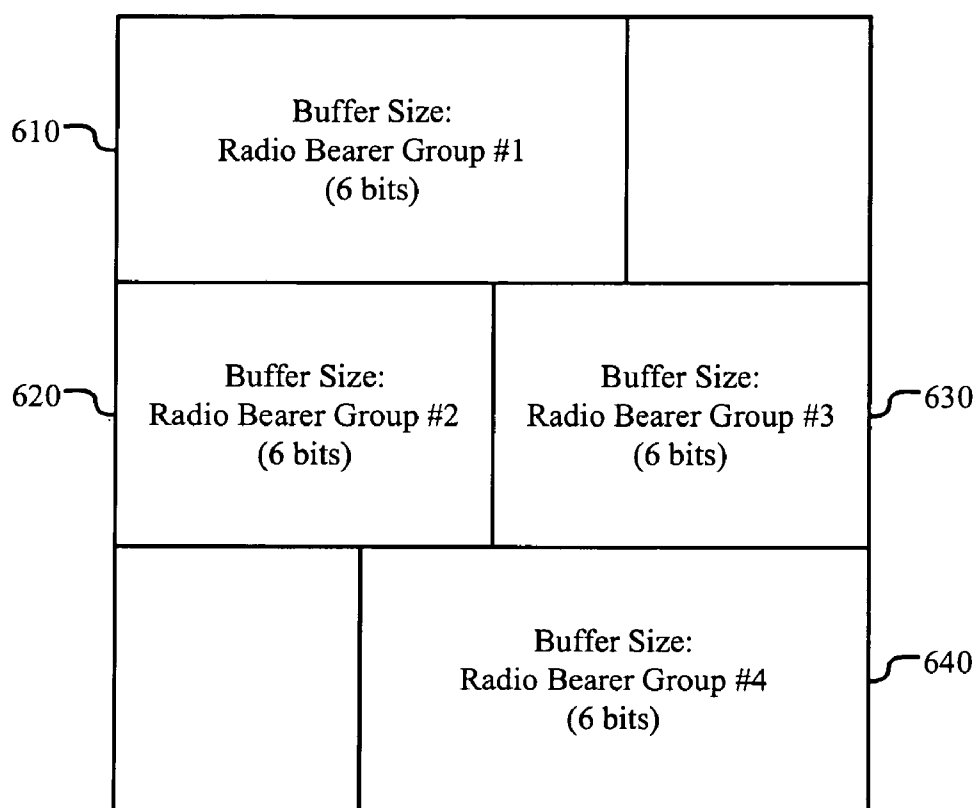 610
Buffer Size:
Radio Bearer Group #1
(6 bits)
620
Buffer Size:
Radio Bearer Group #2
(6 bits)
Buffer Size:
Radio Bearer Group #3
(6 bits)
630
Buffer Size:
Radio Bearer Group #4
(6 bits)
640